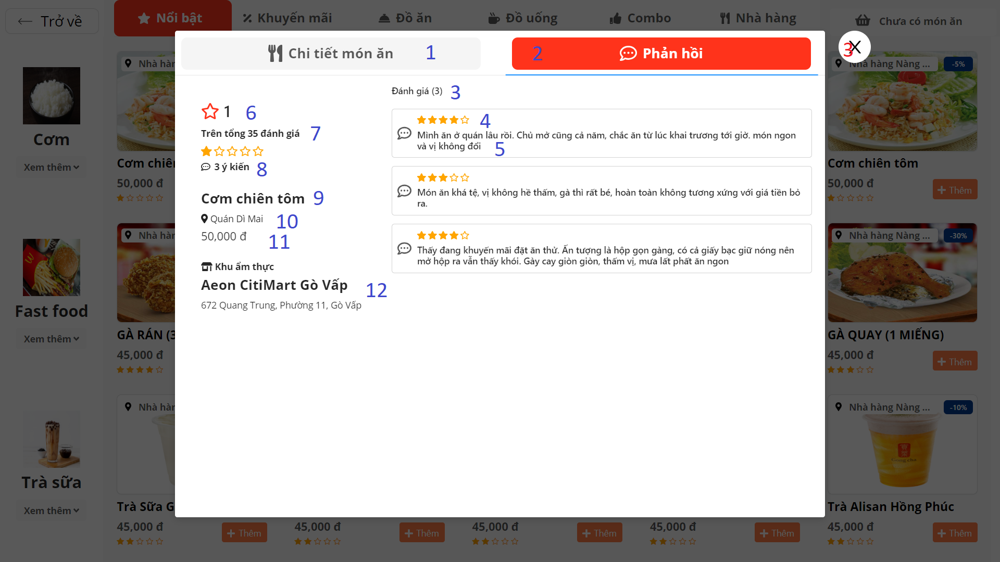 Trở về
Nổi bật
Khuyến mãi
Đồ ăn
Đồ uống
Combo
Nhà hàng
Chưa có món ăn
Chi tiết món ăn 1
2 Phản hồi
3 X
Đánh giá (3) 3
1 6
Trên tổng 35 đánh giá 7
3 ý kiến 8
Cơm chiên tôm 9
Quán Dì Mai 10
50,000 đ 11
Khu ẩm thực
Aeon CitiMart Gò Vấp 12
672 Quang Trung, Phường 11, Gò Vấp
4
Mình ăn ở quán lâu rồi. Chủ mở cũng cả năm, chắc ăn từ lúc khai trương tới giờ. món ngon
và vị không đổi 5
Món ăn khá tệ, vị không hề thấm, gà thì rất bé, hoàn toàn không tương xứng với giá tiền bỏ
ra.
Thấy đang khuyến mãi đặt ăn thử. Ấn tượng là hộp gọn gàng, có cả giấy bạc giữ nóng nên
mở hộp ra vẫn thấy khói. Gày cay giòn giòn, thấm vị, mưa lất phất ăn ngon
Cơm
Xem thêm
Fast food
Xem thêm
Trà sữa
Xem thêm
Nhà hàn
Cơm chiên
50,000 đ
Nhà hàn
GÀ RÁN (3
45,000 đ
Nhà hàn
Trà Sữa G
45,000 đ
Thêm
45,000 đ
Thêm
45,000 đ
Thêm
45,000 đ
Thêm
Nhà hàng Nàng ...
-5%
Cơm chiên tôm
50,000 đ
Thêm
Nhà hàng Nàng ...
-30%
GÀ QUAY (1 MIẾNG)
45,000 đ
Thêm
Nhà hàng Nàng ...
-10%
Gong cha
Trà Alisan Hồng Phúc
45,000 đ
Thêm